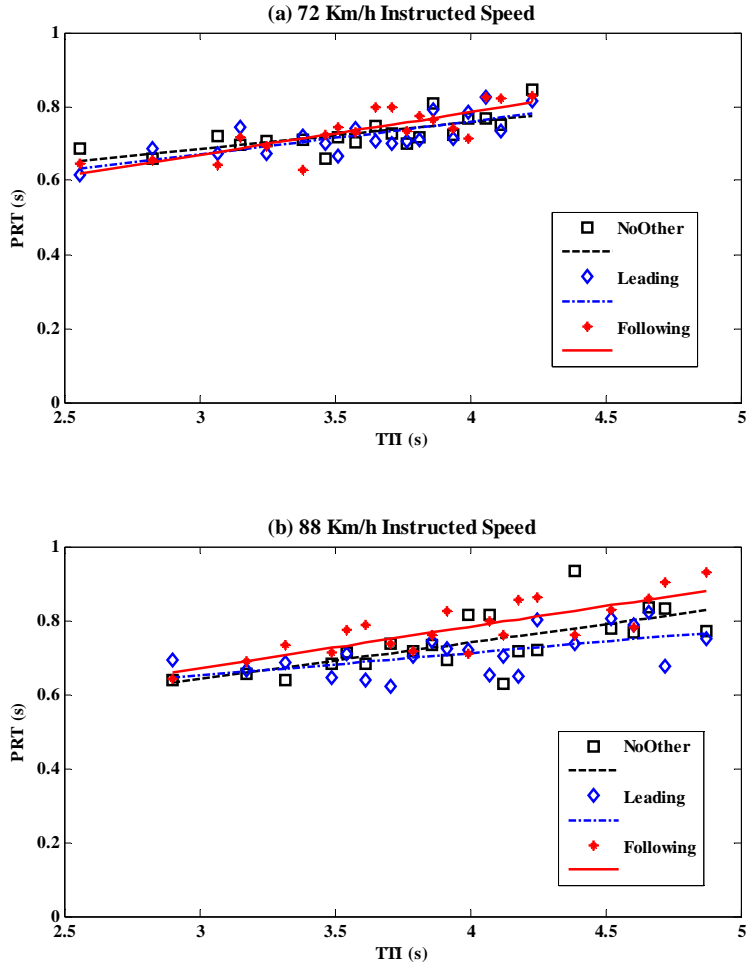 (a) 72 Km/h Instructed Speed
1
0.8
0.6
0.4
0.2
0
PRT (s)
2.5 3 3.5 4 4.5 5
TTI (s)
NoOther
Leading
Following
(b) 88 Km/h Instructed Speed
1
0.8
0.6
0.4
0.2
0
PRT (s)
2.5 3 3.5 4 4.5 5
TTI (s)
NoOther
Leading
Following